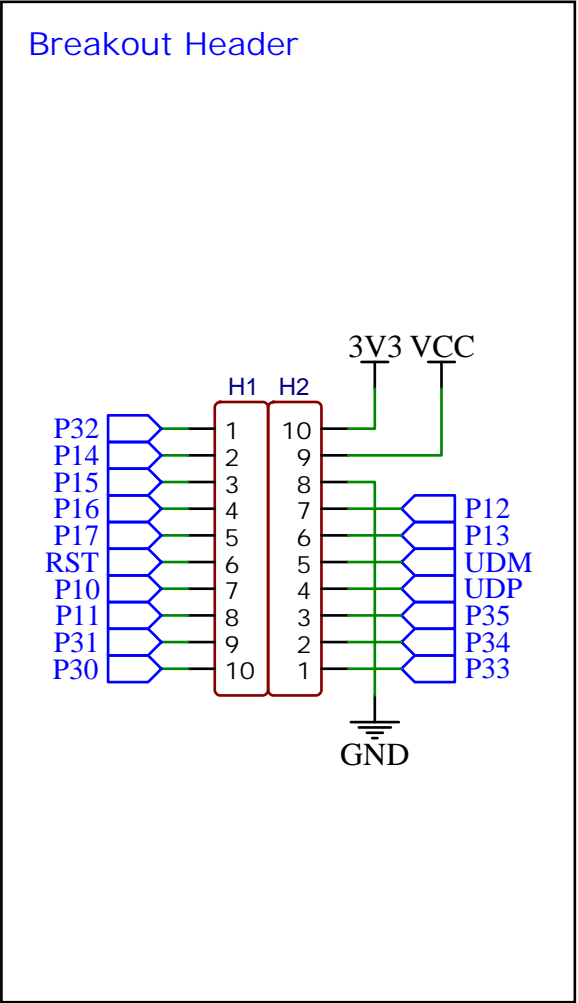 Breakout Header
3V3 VCC
H1 H2
P32 1 10
P14 2 9
P15 3 8
P16 4 7 P12
P17 5 6 P13
RST 6 5 UDM
P10 7 4 UDP
P11 8 3 P35
P31 9 2 P34
P30 10 1 P33
GND